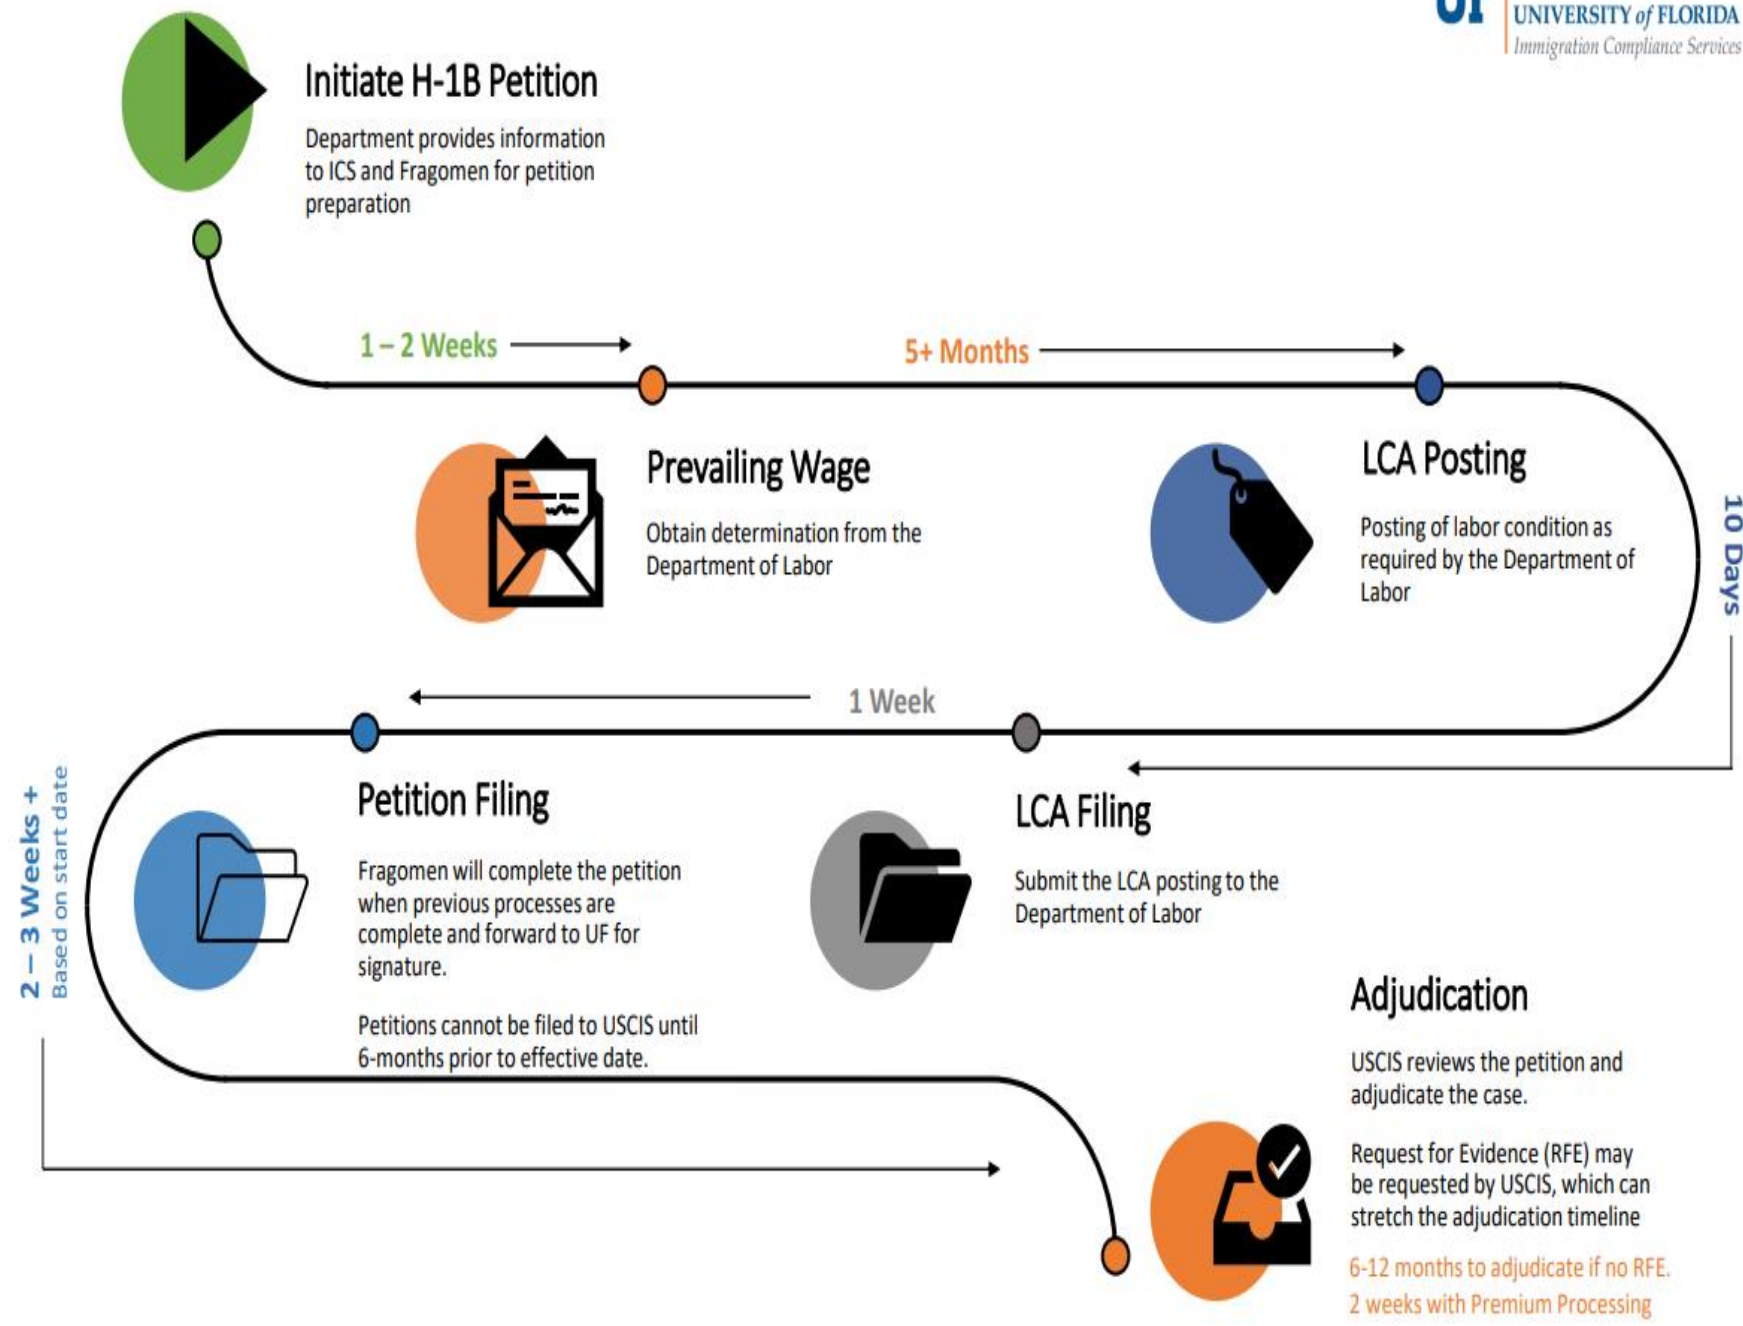 UF
UNIVERSITY of FLORIDA
Immigration Compliance Services
Initiate H-1B Petition
Department provides information
to ICS and Fragomen for petition
preparation
1 – 2 Weeks
5+ Months
Prevailing Wage
Obtain determination from the
Department of Labor
LCA Posting
Posting of labor condition as
required by the Department of
Labor
10 Days
1 Week
LCA Filing
Submit the LCA posting to the
Department of Labor
Petition Filing
Fragomen will complete the petition
when previous processes are
complete and forward to UF for
signature.
Petitions cannot be filed to USCIS until
6-months prior to effective date.
2 – 3 Weeks +
Based on start date
Adjudication
USCIS reviews the petition and
adjudicate the case.
Request for Evidence (RFE) may
be requested by USCIS, which can
stretch the adjudication timeline
6-12 months to adjudicate if no RFE.
2 weeks with Premium Processing